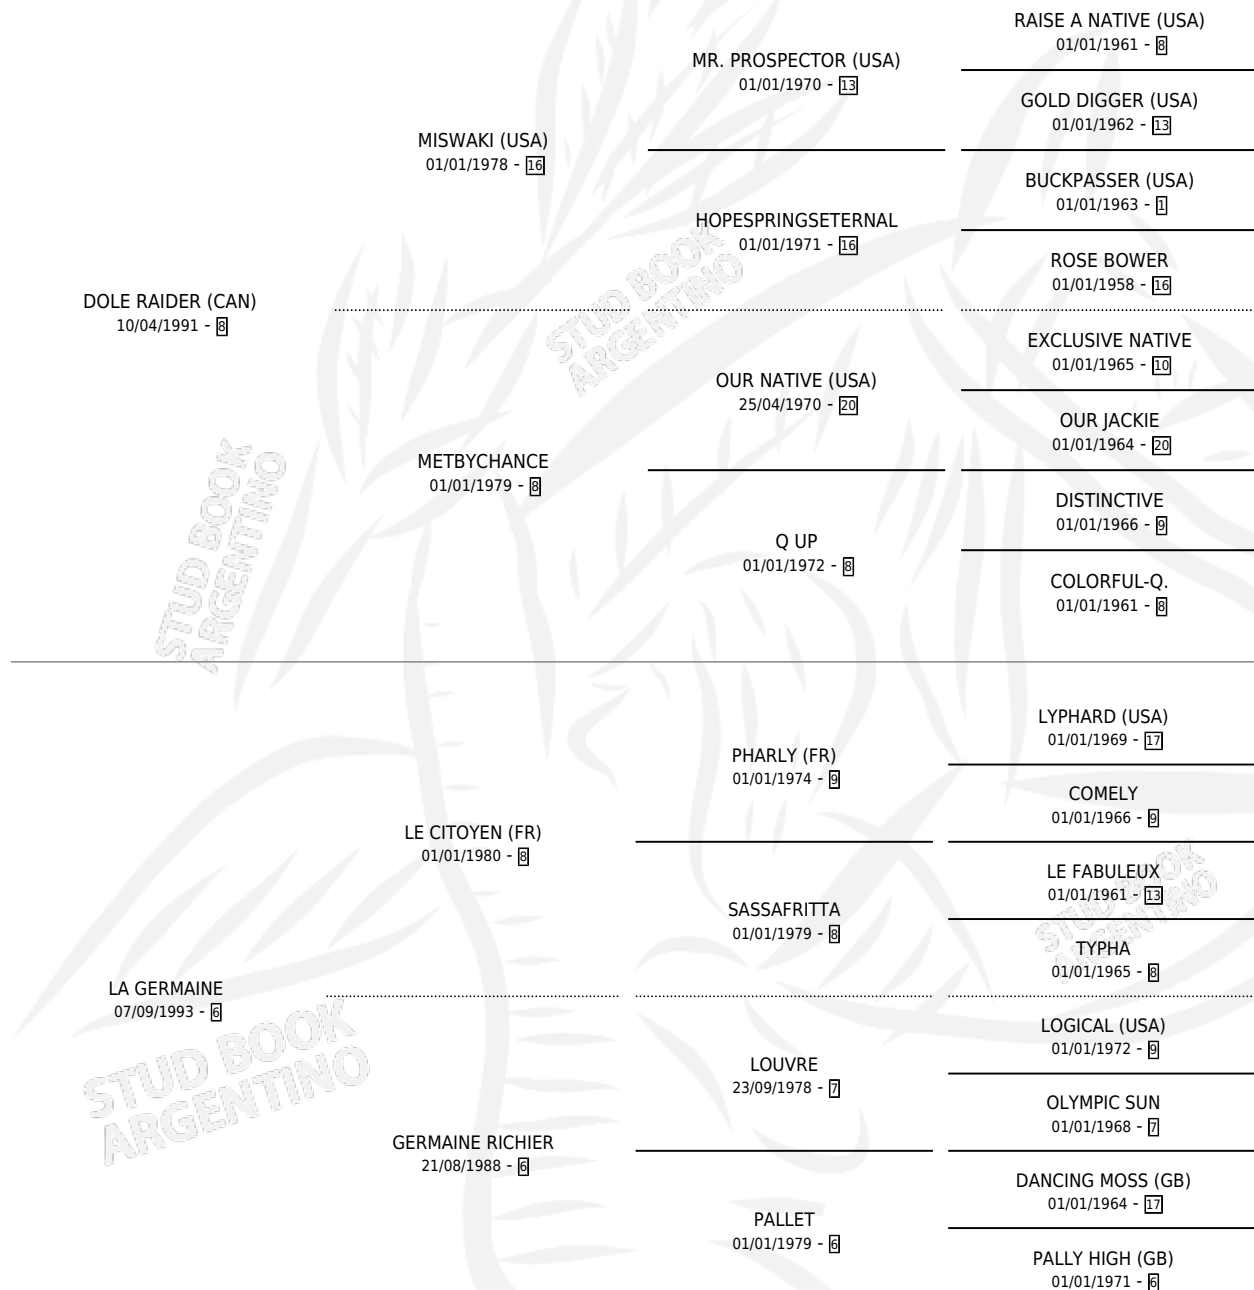 RAISE A NATIVE (USA)
01/01/1961 - 8
MR. PROSPECTOR (USA)
01/01/1970 - 13
GOLD DIGGER (USA)
01/01/1962 - 13
MISWAKI (USA)
01/01/1978 - 16
BUCKPASSER (USA)
01/01/1963 - 1
HOPESPRINGSETERNAL
01/01/1971 - 16
ROSE BOWER
01/01/1958 - 16
DOLE RAIDER (CAN)
10/04/1991 - 8
EXCLUSIVE NATIVE
01/01/1965 - 10
OUR NATIVE (USA)
25/04/1970 - 20
OUR JACKIE
01/01/1964 - 20
METBYCHANCE
01/01/1979 - 8
DISTINCTIVE
01/01/1966 - 9
Q UP
01/01/1972 - 8
COLORFUL-Q.
01/01/1961 - 8
STUD BOOK
ARGENTINO
STUD BOOK
ARGENTINO
LYPHARD (USA)
01/01/1969 - 17
PHARLY (FR)
01/01/1974 - 9
COMELY
01/01/1966 - 9
LE CITOYEN (FR)
01/01/1980 - 8
LE FABULEUX
01/01/1961 - 13
SASSAFRITTA
01/01/1979 - 8
TYPHA
01/01/1965 - 8
LA GERMAINE
07/09/1993 - 6
LOGICAL (USA)
01/01/1972 - 9
LOUVRE
23/09/1978 - 7
OLYMPIC SUN
01/01/1968 - 7
GERMAINE RICHIER
21/08/1988 - 6
DANCING MOSS (GB)
01/01/1964 - 17
PALLET
01/01/1979 - 6
PALLY HIGH (GB)
01/01/1971 - 6
STUD BOOK
ARGENTINO
STUD BOOK
ARGENTINO